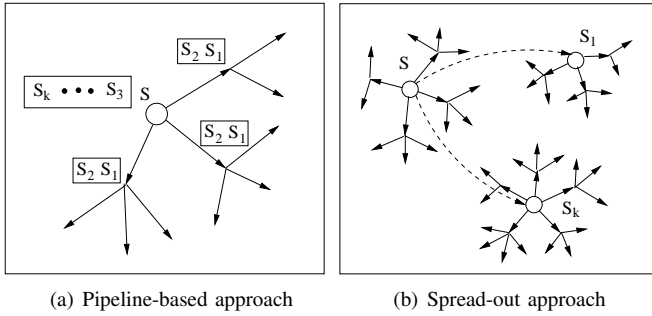 S₂ S₁
Sₖ • • • S₃
S
S₂ S₁
S₂ S₁
(a) Pipeline-based approach
S
S₁
Sₖ
(b) Spread-out approach